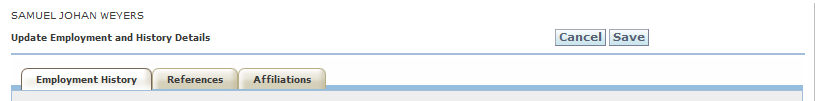 SAMUEL JOHAN WEYERS
Update Employment and History Details Cancel Save
Employment History References Affiliations